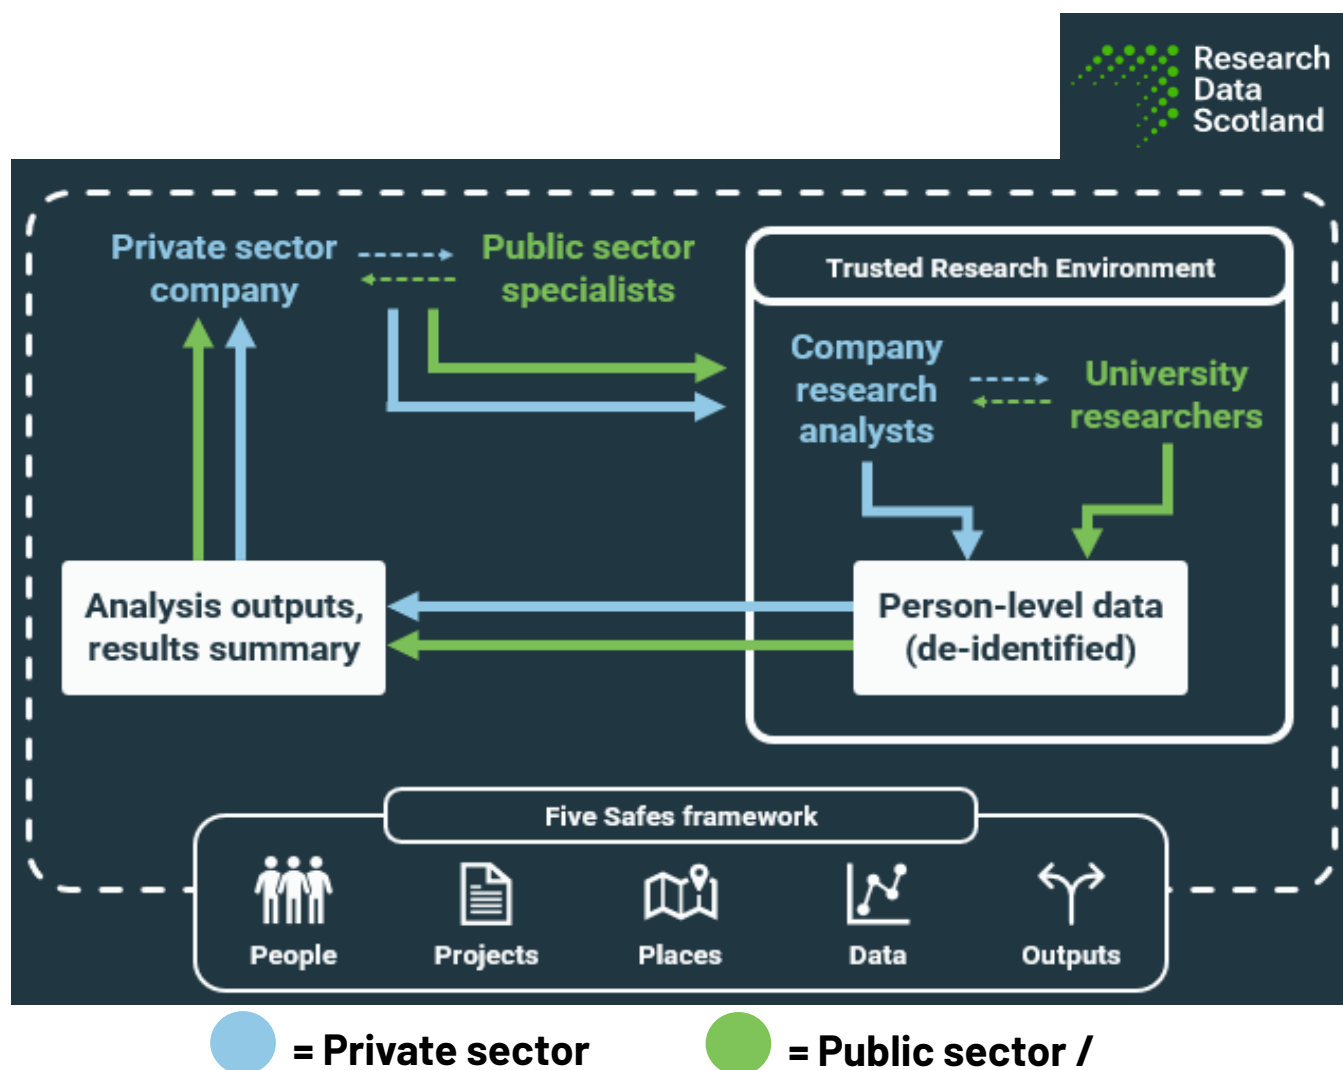 Research
Data
Scotland
Private sector
company
Public sector
specialists
Trusted Research Environment
Company
research
analysts
University
researchers
Analysis outputs,
results summary
Person-level data
(de-identified)
Five Safes framework
People
Projects
Places
Data
Outputs
= Private sector
= Public sector /